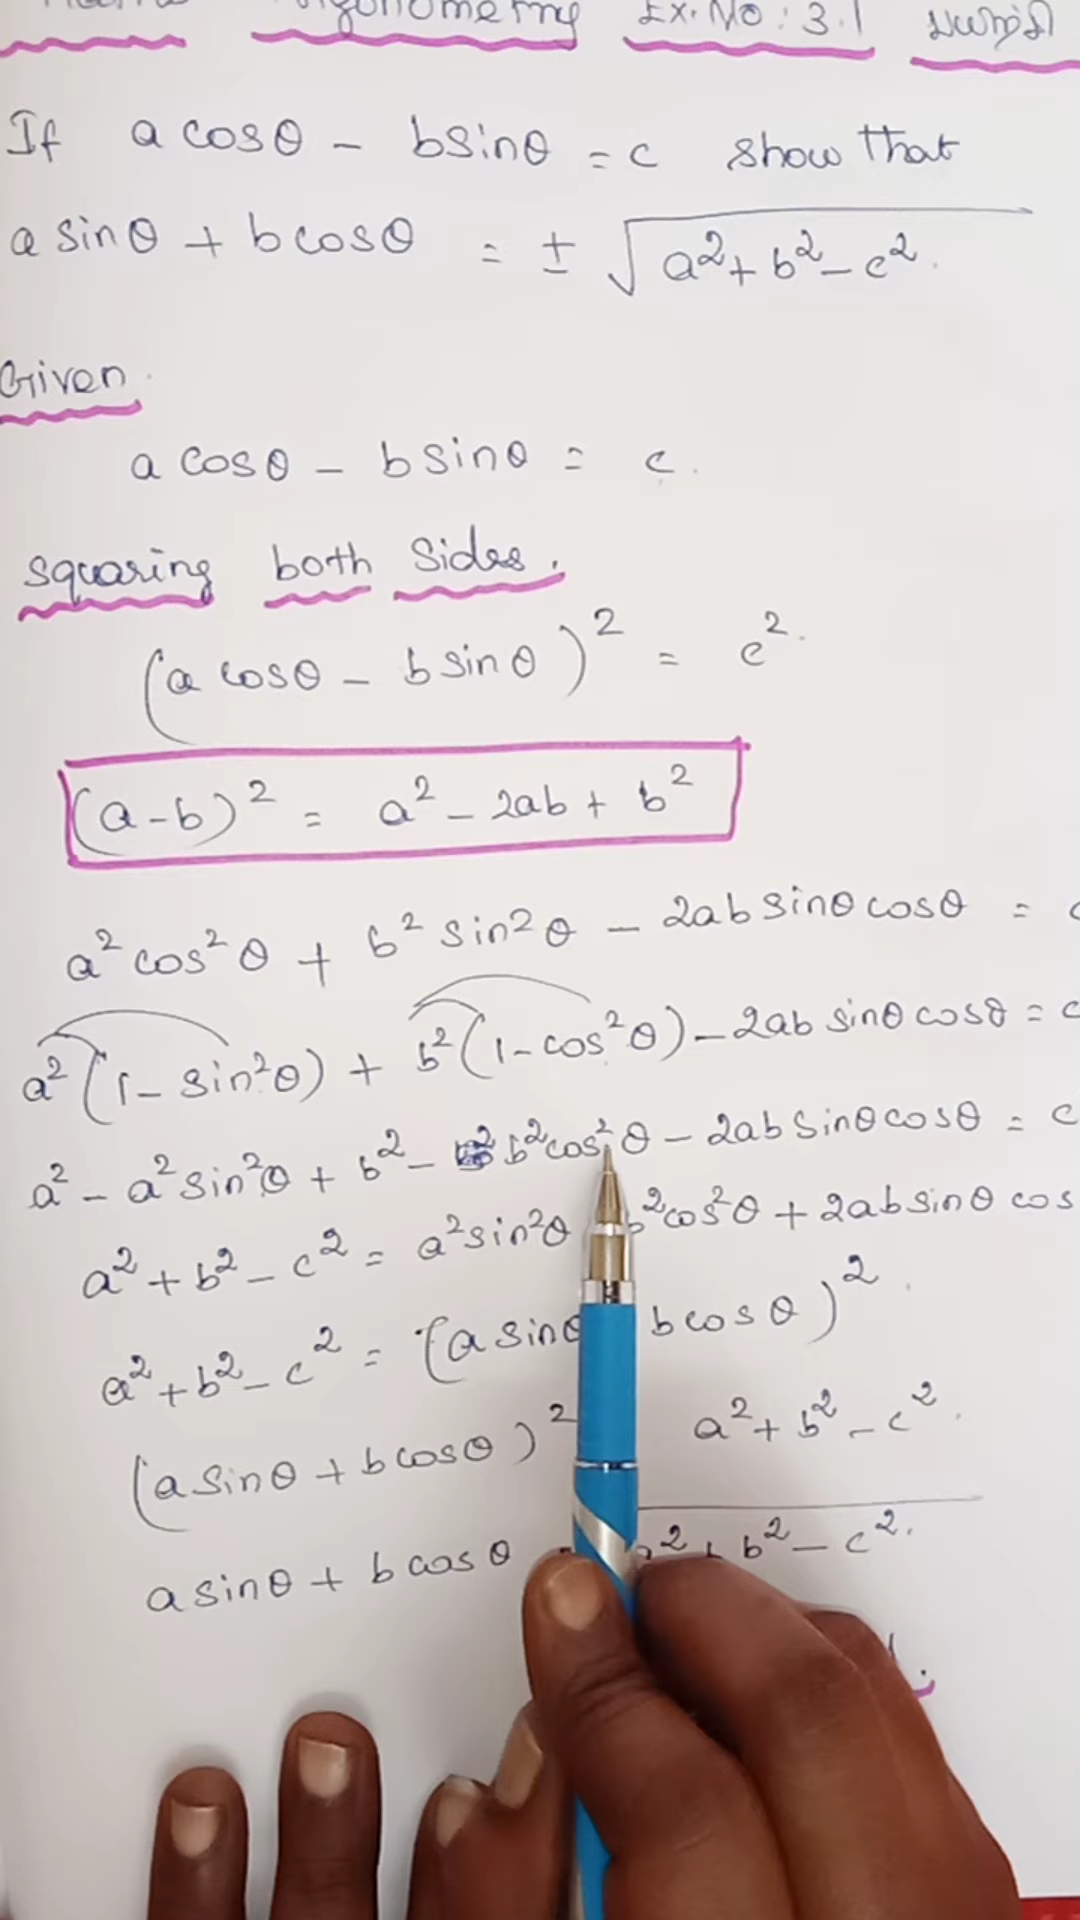 Ex. No : 3.1
If a cosθ - b sinθ = c show that
a sinθ + b cosθ = ± √a² + b² - c².
Given
a cosθ - b sinθ = c.
squaring both sides.
(a cosθ - b sinθ)² = c².
(a-b)² = a² - 2ab + b²
a² cos²θ + b² sin²θ - 2ab sinθ cosθ =
a²(1 - sin²θ) + b²(1 - cos²θ) - 2ab sinθ cosθ = c
a² - a² sin²θ + b² - b² cos²θ - 2ab sinθ cosθ = c
a² + b² - c² = a² sin²θ b² cos²θ + 2ab sinθ cos
a² + b² - c² = (a sinθ b cosθ)².
(a sinθ + b cosθ)² a² + b² - c².
a sinθ + b cosθ a² + b² - c².